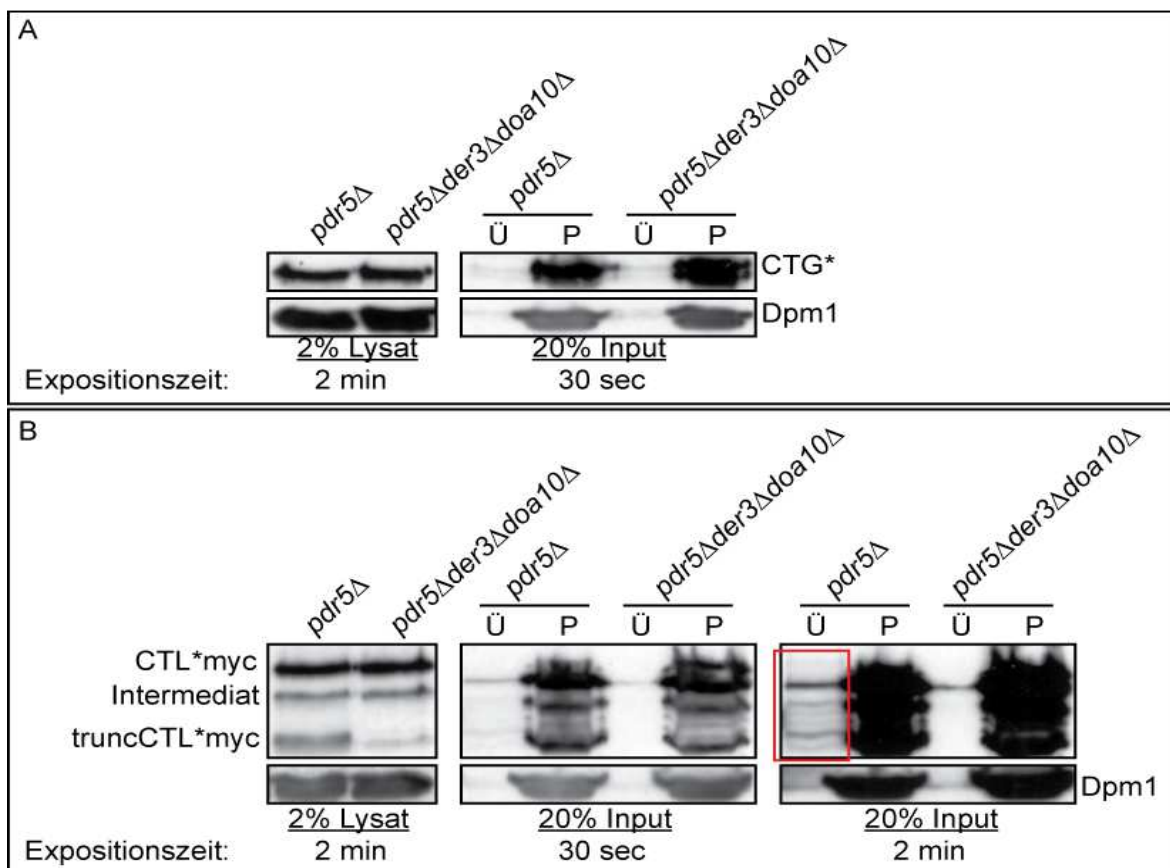 A
pdr5Δ
pdr5Δder3Δdoa10Δ
pdr5Δ
pdr5Δder3Δdoa10Δ
Ü P Ü P
CTG*
Dpm1
2% Lysat 20% Input
Expositionszeit: 2 min 30 sec
B
pdr5Δ
pdr5Δder3Δdoa10Δ
pdr5Δ
pdr5Δder3Δdoa10Δ
pdr5Δ
pdr5Δder3Δdoa10Δ
Ü P Ü P Ü P Ü P
CTL*myc
Intermediat
truncCTL*myc
Dpm1
2% Lysat 20% Input 20% Input
Expositionszeit: 2 min 30 sec 2 min